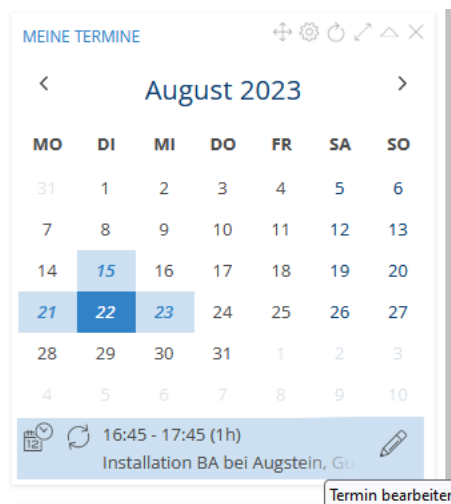 MEINE TERMINE
August 2023
MO DI MI DO FR SA SO
31 1 2 3 4 5 6
7 8 9 10 11 12 13
14 15 16 17 18 19 20
21 22 23 24 25 26 27
28 29 30 31 1 2 3
4 5 6 7 8 9 10
12 16:45 - 17:45 (1h)
Installation BA bei Augstein, Gu
Termin bearbeiten